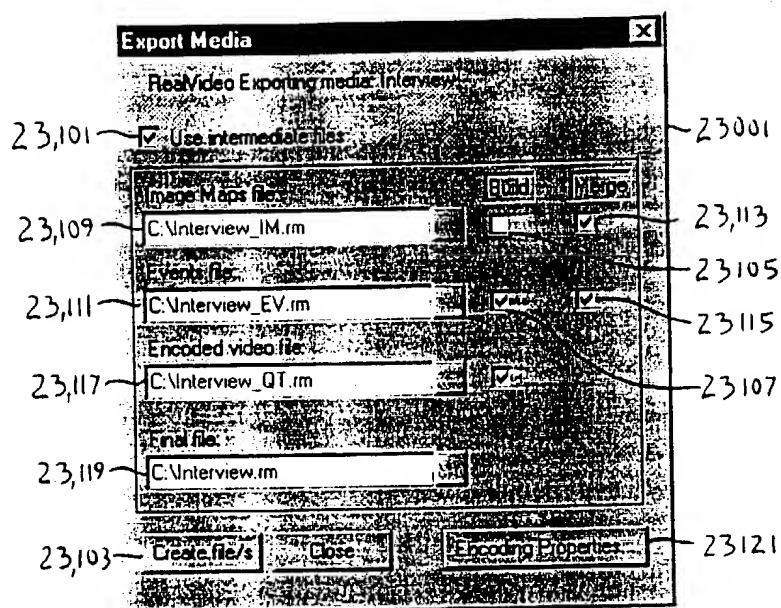 Export Media
RealVideo Exporting media: Interview
23,101 Use intermediate files 23001
Image Maps file: Build Merge
23,109 C:\Interview_IM.rm 23,113
Events file: 23105
23,111 C:\Interview_EV.rm 23115
Encoded video file:
23,117 C:\Interview_QT.rm 23107
Final file:
23,119 C:\Interview.rm
23,103 Create file/s Close Encoding Properties... 23121